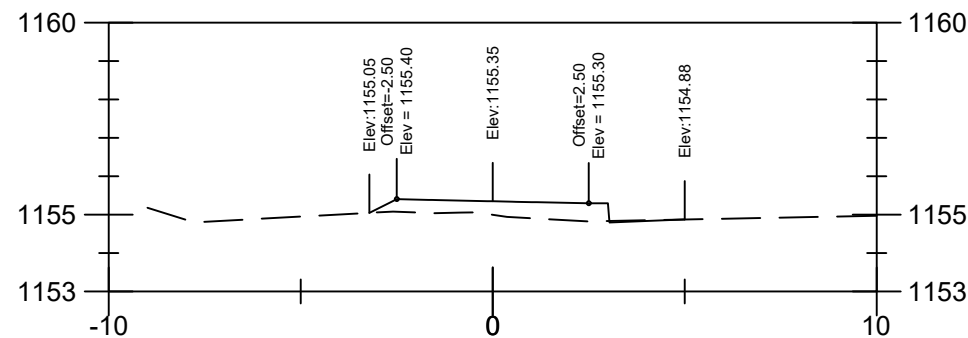 1160
1160
Elev:1155.05
Offset=-2.50
Elev = 1155.40
Elev:1155.35
Offset=2.50
Elev = 1155.30
Elev:1154.88
1155
1155
1153
1153
-10
0
10